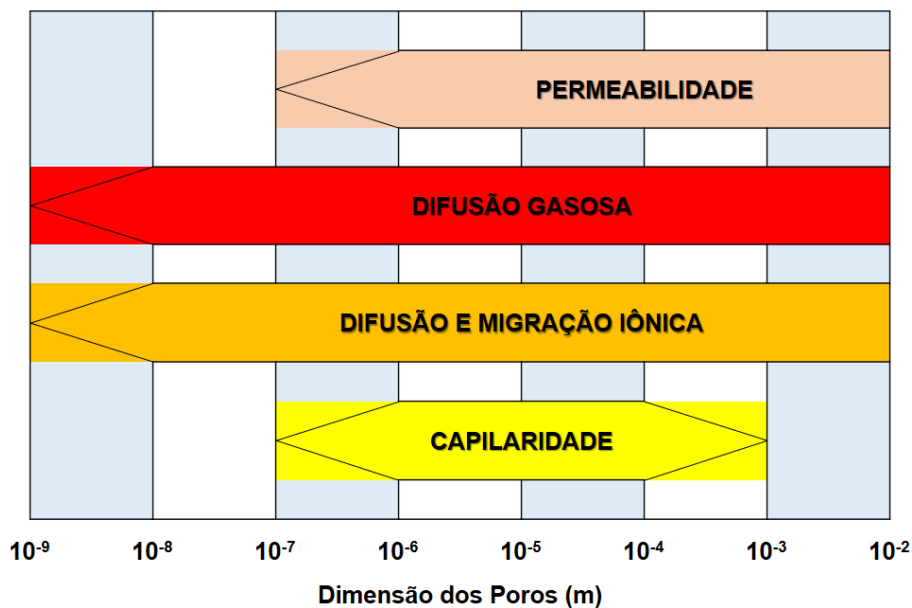 PERMEABILIDADE
DIFUSÃO GASOSA
DIFUSÃO E MIGRAÇÃO IÔNICA
CAPILARIDADE
10⁻⁹ 10⁻⁸ 10⁻⁷ 10⁻⁶ 10⁻⁵ 10⁻⁴ 10⁻³ 10⁻²
Dimensão dos Poros (m)